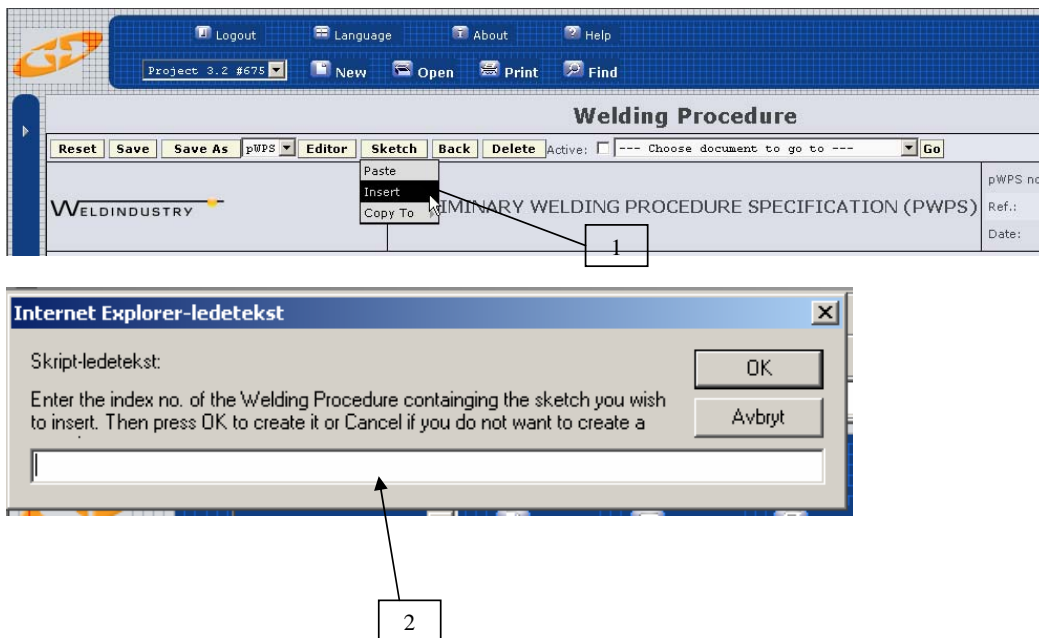 Logout Language About Help
Project 3.2 #675 New Open Print Find
Welding Procedure
Reset Save Save As pWPS Editor Sketch Back Delete Active: --- Choose document to go to --- Go
Paste
Insert
Copy To
WELDINDUSTRY
IMINARY WELDING PROCEDURE SPECIFICATION (PWPS)
pWPS no
Ref.:
Date:
1
Internet Explorer-ledetekst
Skript-ledetekst:
Enter the index no. of the Welding Procedure containging the sketch you wish
to insert. Then press OK to create it or Cancel if you do not want to create a
OK
Avbryt
2